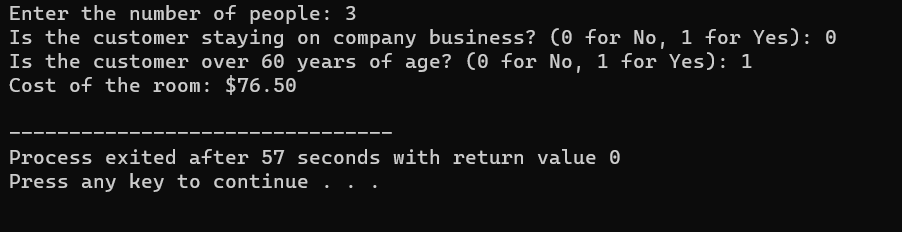 Enter the number of people: 3
Is the customer staying on company business? (0 for No, 1 for Yes): 0
Is the customer over 60 years of age? (0 for No, 1 for Yes): 1
Cost of the room: $76.50
--------------------------------
Process exited after 57 seconds with return value 0
Press any key to continue . . .